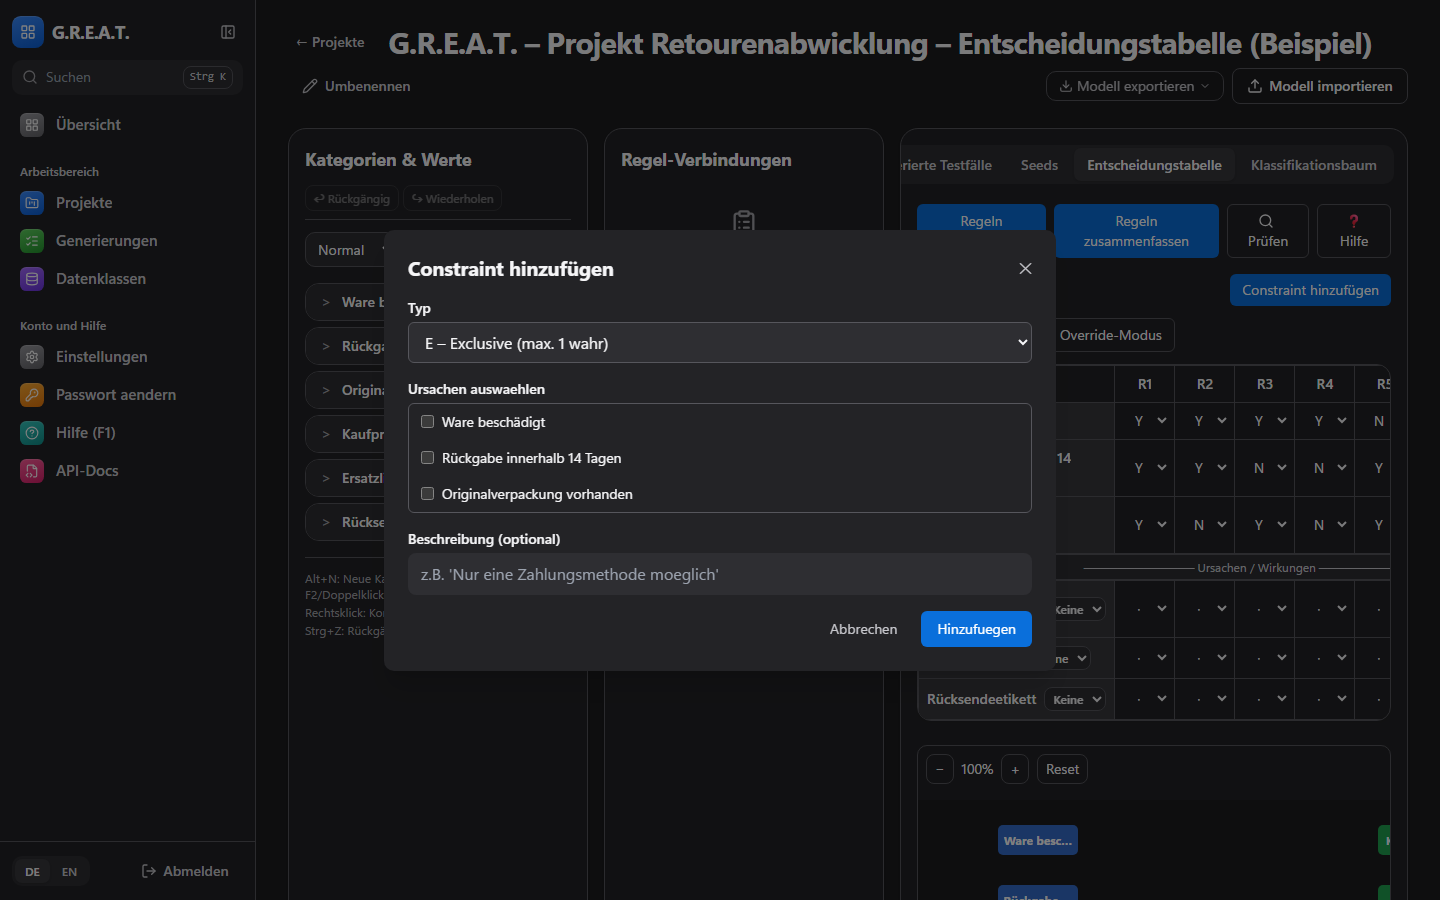 G.R.E.A.T.
Suchen
Strg K
Übersicht
Arbeitsbereich
Projekte
Generierungen
Datenklassen
Konto und Hilfe
Einstellungen
Passwort aendern
Hilfe (F1)
API-Docs
DE
EN
Abmelden
← Projekte
G.R.E.A.T. – Projekt Retourenabwicklung – Entscheidungstabelle (Beispiel)
Umbenennen
Modell exportieren
Modell importieren
Kategorien & Werte
↩ Rückgängig
↪ Wiederholen
Normal
> Ware b
> Rückga
> Origina
> Kaufpr
> Ersatzl
> Rückse
Alt+N: Neue Ka
F2/Doppelklick
Rechtsklick: Ko
Strg+Z: Rückgä
Regel-Verbindungen
erierte Testfälle
Seeds
Entscheidungstabelle
Klassifikationsbaum
Regeln
Regeln zusammenfassen
Prüfen
? Hilfe
Constraint hinzufügen
Override-Modus
R1 R2 R3 R4 R5
Y Y Y Y N
14
Y Y N N Y
Y N Y N Y
Ursachen / Wirkungen
Keine . . . . .
ne . . . . .
Rücksendeetikett Keine . . . . .
− 100% + Reset
Ware besc...
Constraint hinzufügen
Typ
E – Exclusive (max. 1 wahr)
Ursachen auswaehlen
Ware beschädigt
Rückgabe innerhalb 14 Tagen
Originalverpackung vorhanden
Beschreibung (optional)
z.B. 'Nur eine Zahlungsmethode moeglich'
Abbrechen
Hinzufuegen